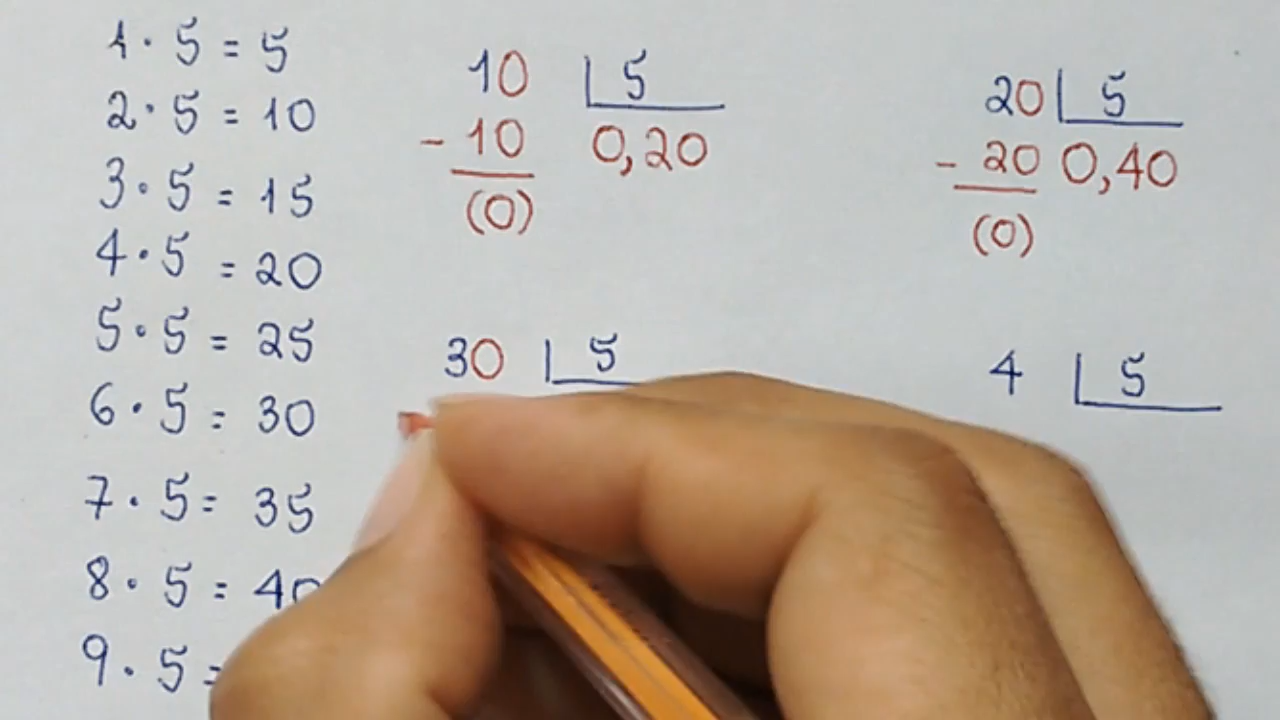 1 · 5 = 5
2 · 5 = 10
3 · 5 = 15
4 · 5 = 20
5 · 5 = 25
6 · 5 = 30
7 · 5 = 35
8 · 5 = 40
9 · 5 =
10 5
- 10 0,20
(0)
20 5
- 20 0,40
(0)
30 5
4 5